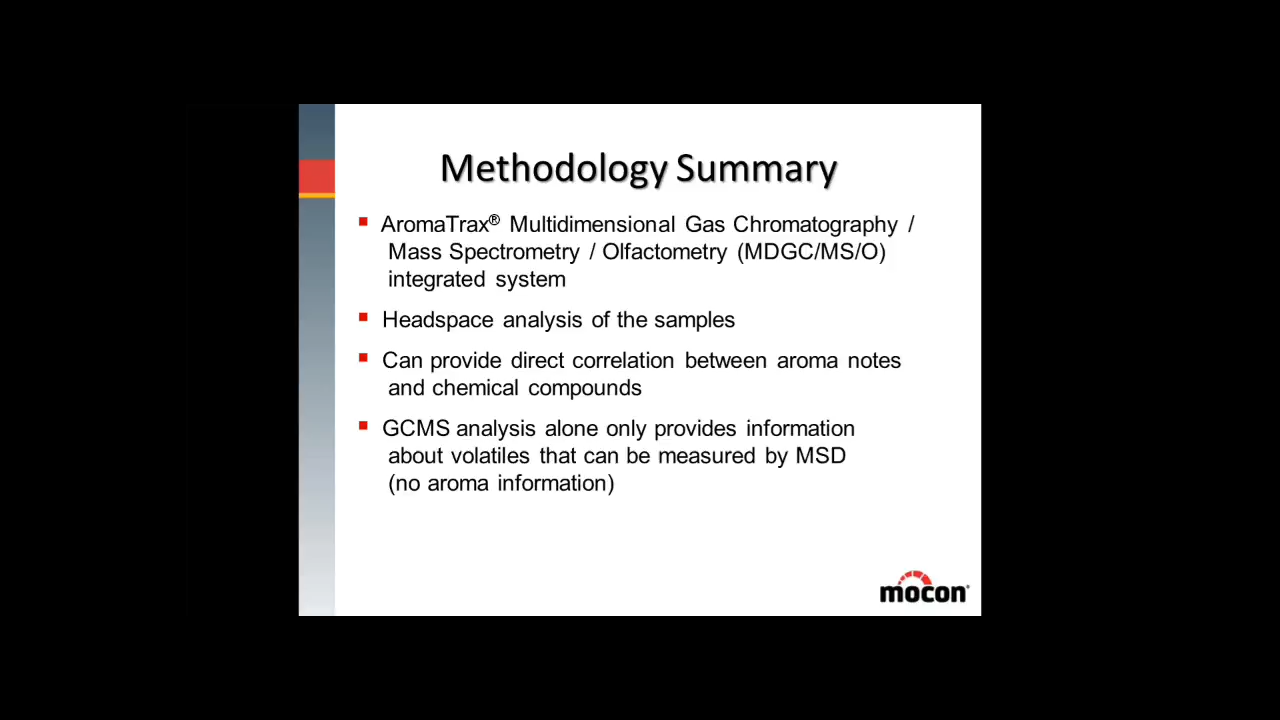 Methodology Summary
AromaTrax® Multidimensional Gas Chromatography /
Mass Spectrometry / Olfactometry (MDGC/MS/O)
integrated system
Headspace analysis of the samples
Can provide direct correlation between aroma notes
and chemical compounds
GCMS analysis alone only provides information
about volatiles that can be measured by MSD
(no aroma information)
mocon®